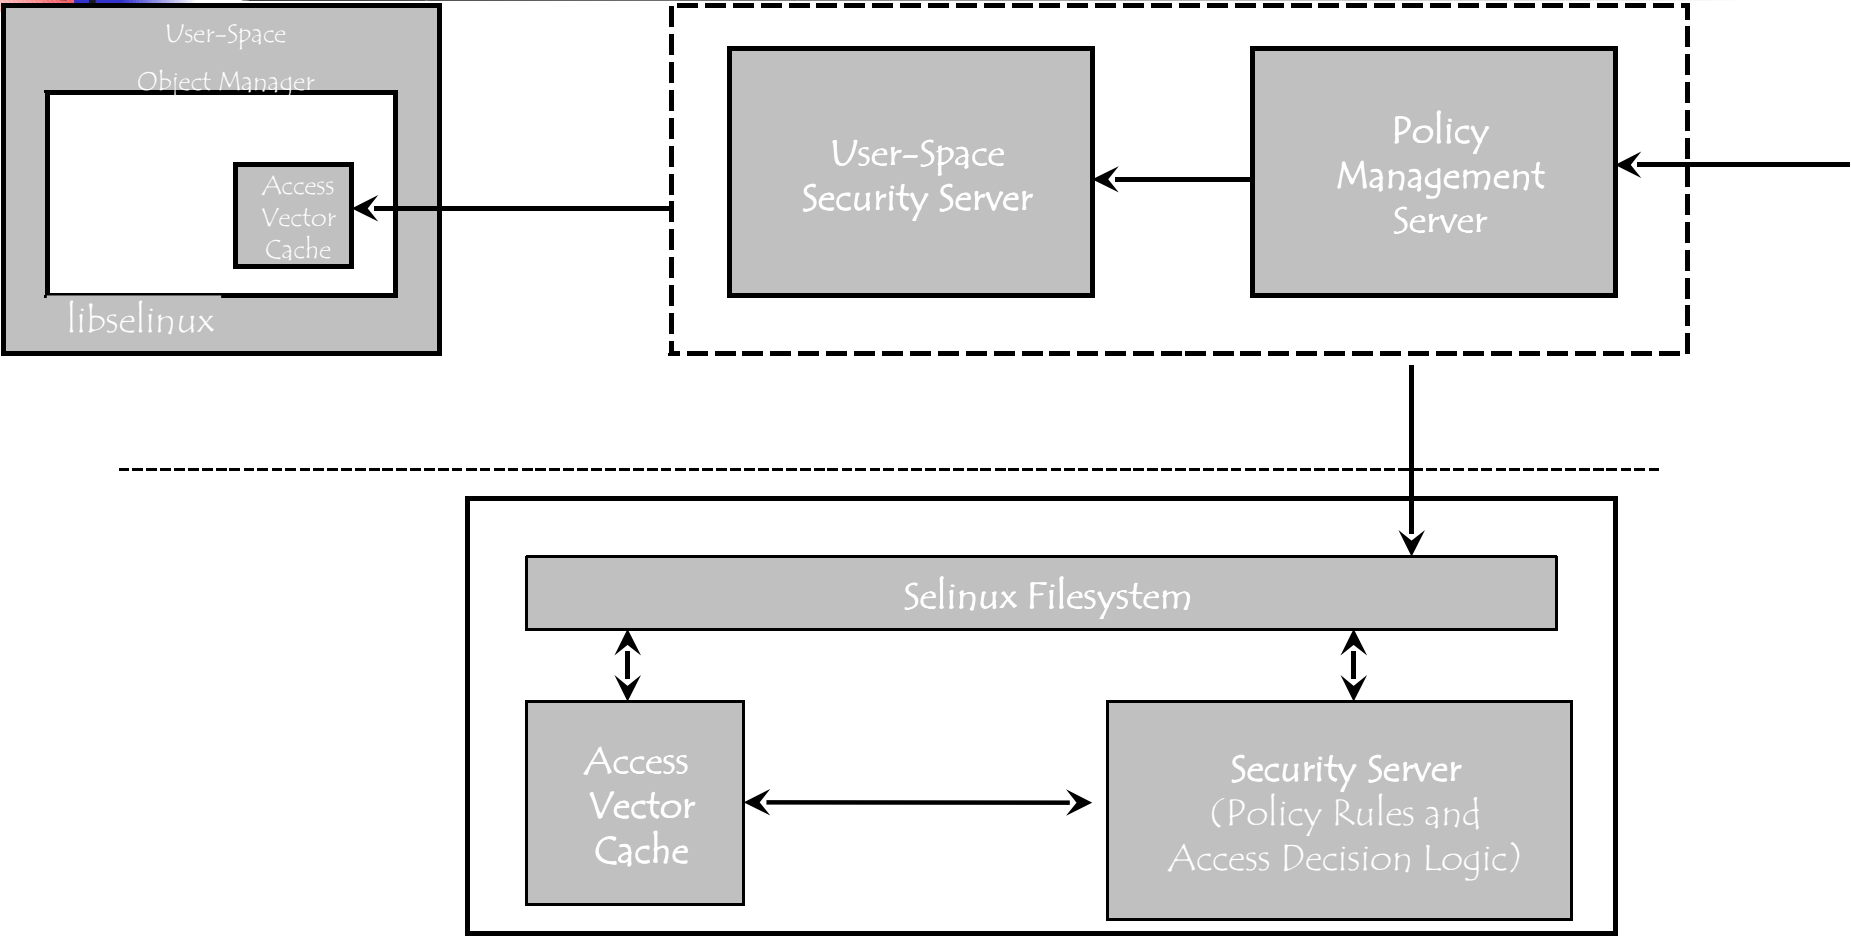 User-Space
Object Manager
Access
Vector
Cache
libselinux
User-Space
Security Server
Policy
Management
Server
Selinux Filesystem
Access
Vector
Cache
Security Server
(Policy Rules and
Access Decision Logic)